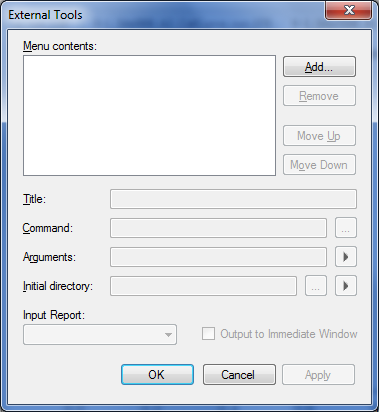 External Tools
Menu contents:
Add...
Remove
Move Up
Move Down
Title:
Command:
...
Arguments:
Initial directory:
...
Input Report:
Output to Immediate Window
OK
Cancel
Apply